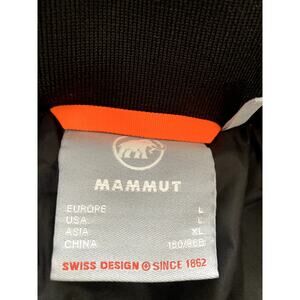 MAMMUT
EUROPE L
USA L
ASIA XL
CHINA 180/96B
SWISS DESIGN SINCE 1862